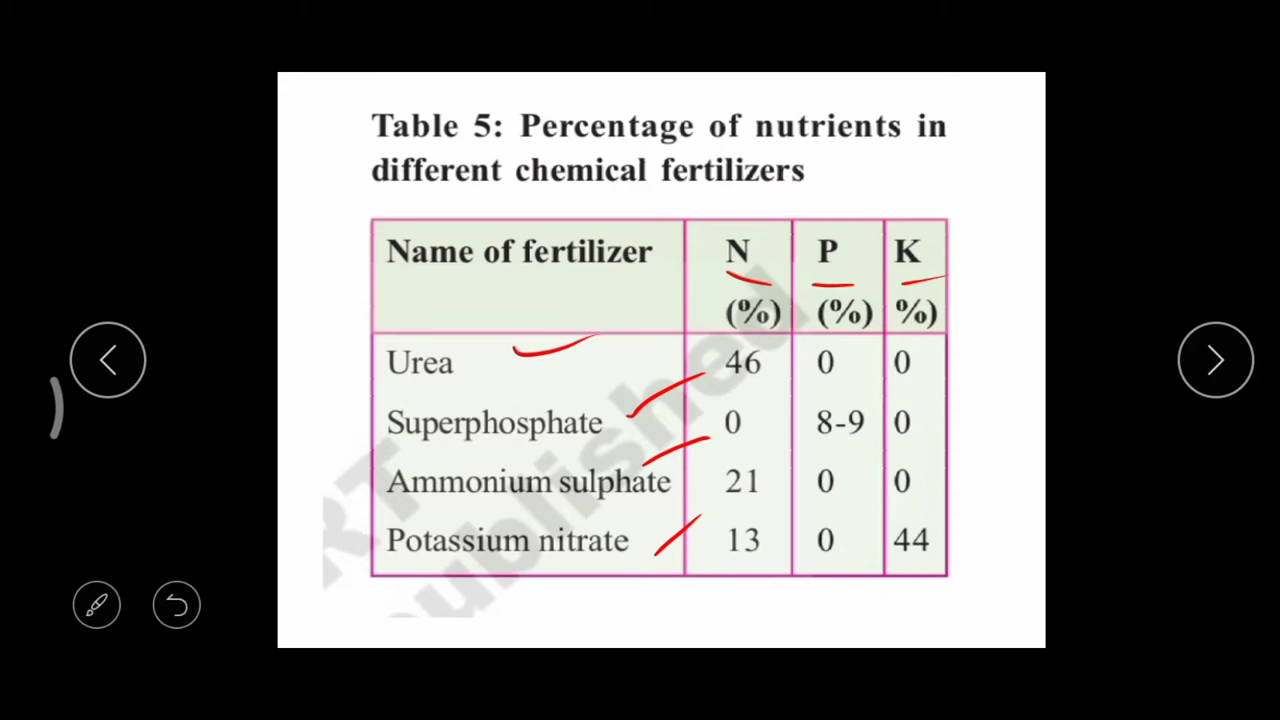 Table 5: Percentage of nutrients in
different chemical fertilizers
Name of fertilizer N P K
(%) (%) %)
Urea 46 0 0
Superphosphate 0 8-9 0
Ammonium sulphate 21 0 0
Potassium nitrate 13 0 44
published